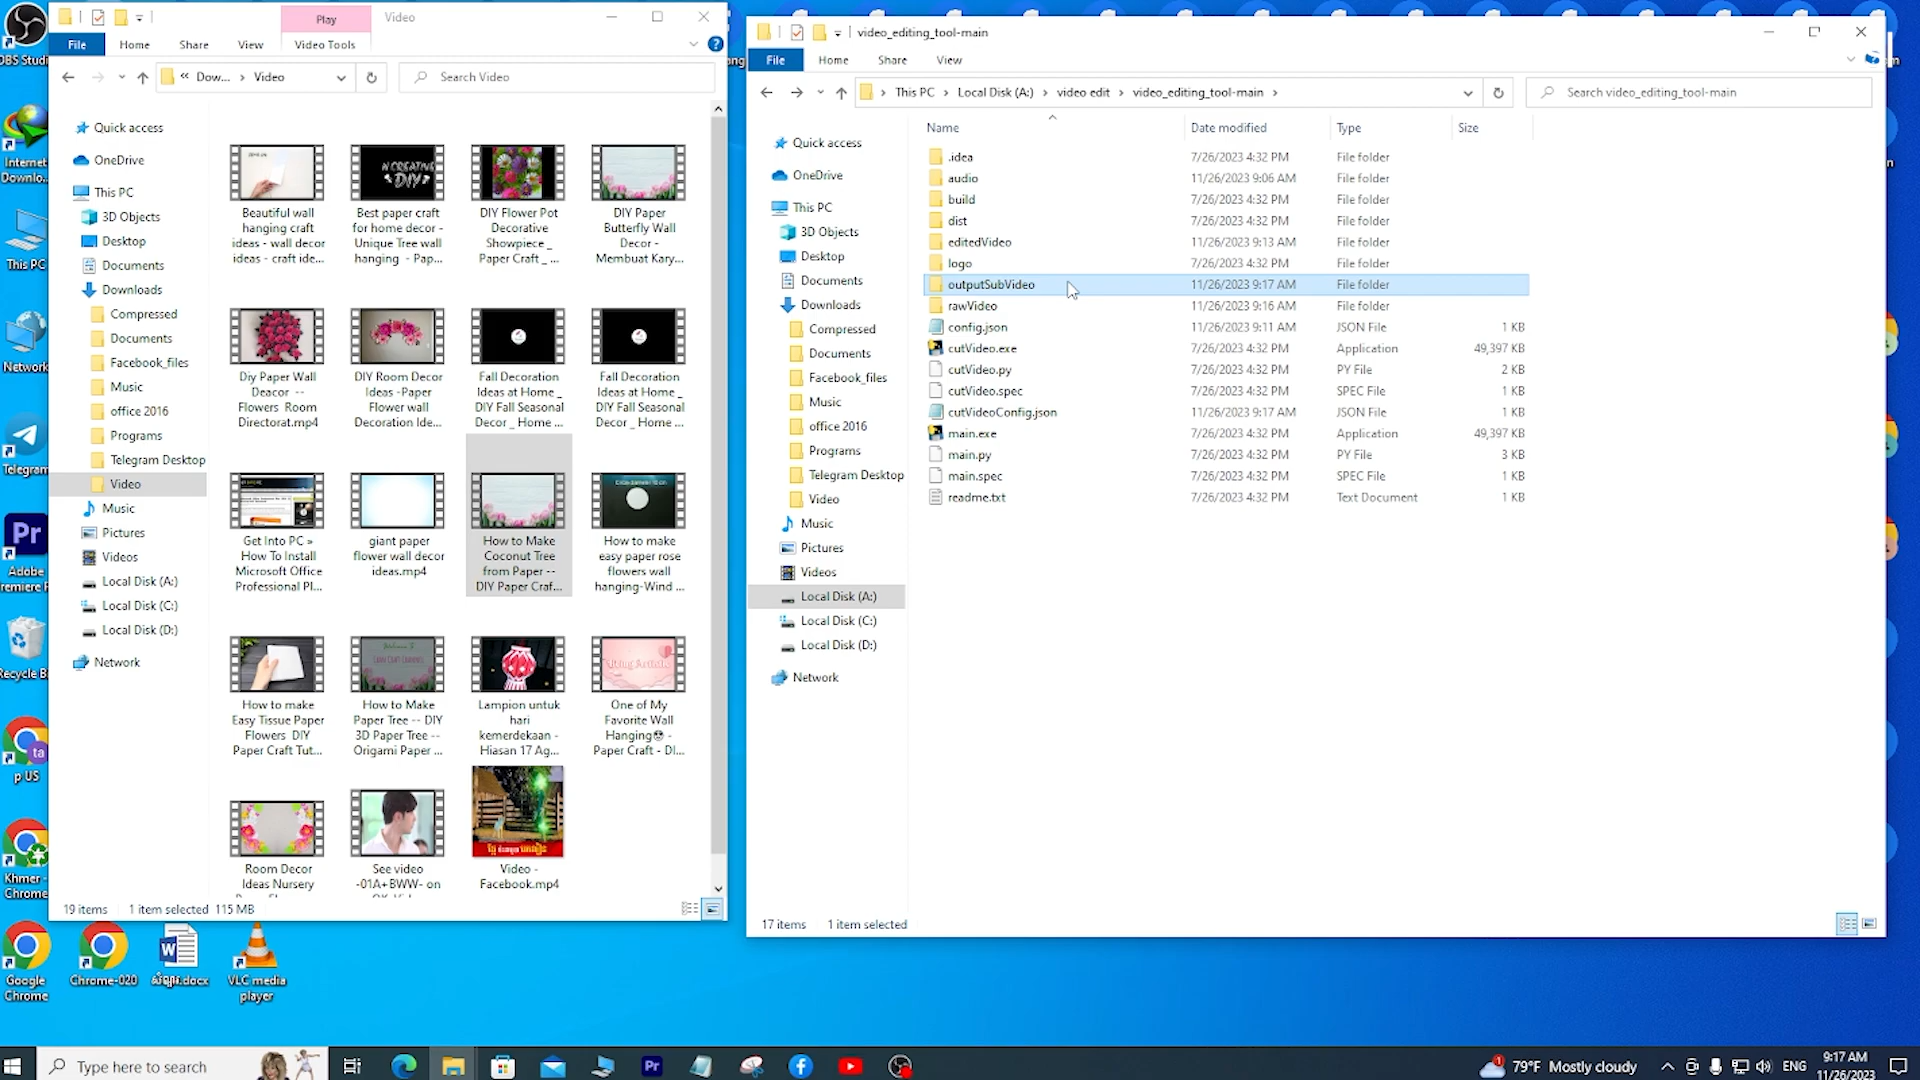 Play
Video
File
Home
Share
View
Video Tools
« Dow... › Video
Search Video
Quick access
OneDrive
This PC
3D Objects
Desktop
Documents
Downloads
Compressed
Documents
Facebook_files
Music
office 2016
Programs
Telegram Desktop
Video
Music
Pictures
Videos
Local Disk (A:)
Local Disk (C:)
Local Disk (D:)
Network
Beautiful wall
hanging craft
ideas - wall decor
ideas - craft ide...
Best paper craft
for home decor -
Unique Tree wall
hanging - Pap...
DIY Flower Pot
Decorative
Showpiece _
Paper Craft _ ...
DIY Paper
Butterfly Wall
Decor -
Membuat Kary...
Diy Paper Wall
Deacor --
Flowers Room
Directorat.mp4
DIY Room Decor
Ideas -Paper
Flower wall
Decoration Ide...
Fall Decoration
Ideas at Home _
DIY Fall Seasonal
Decor _ Home ...
Fall Decoration
Ideas at Home _
DIY Fall Seasonal
Decor _ Home ...
Get Into PC »
How To Install
Microsoft Office
Professional Pl...
giant paper
flower wall decor
ideas.mp4
How to Make
Coconut Tree
from Paper --
DIY Paper Craf...
How to make
easy paper rose
flowers wall
hanging-Wind ...
How to make
Easy Tissue Paper
Flowers DIY
Paper Craft Tut...
How to Make
Paper Tree -- DIY
3D Paper Tree --
Origami Paper ...
Lampion untuk
hari
kemerdekaan -
Hiasan 17 Ag...
One of My
Favorite Wall
Hanging😍 -
Paper Craft - DI...
Room Decor
Ideas Nursery
See video
-01A+BWW- on
Video -
Facebook.mp4
19 items 1 item selected 115 MB
video_editing_tool-main
File
Home
Share
View
› This PC › Local Disk (A:) › video edit › video_editing_tool-main ›
Search video_editing_tool-main
Quick access
OneDrive
This PC
3D Objects
Desktop
Documents
Downloads
Compressed
Documents
Facebook_files
Music
office 2016
Programs
Telegram Desktop
Video
Music
Pictures
Videos
Local Disk (A:)
Local Disk (C:)
Local Disk (D:)
Network
Name Date modified Type Size
.idea 7/26/2023 4:32 PM File folder
audio 11/26/2023 9:06 AM File folder
build 7/26/2023 4:32 PM File folder
dist 7/26/2023 4:32 PM File folder
editedVideo 11/26/2023 9:13 AM File folder
logo 7/26/2023 4:32 PM File folder
outputSubVideo 11/26/2023 9:17 AM File folder
rawVideo 11/26/2023 9:16 AM File folder
config.json 11/26/2023 9:11 AM JSON File 1 KB
cutVideo.exe 7/26/2023 4:32 PM Application 49,397 KB
cutVideo.py 7/26/2023 4:32 PM PY File 2 KB
cutVideo.spec 7/26/2023 4:32 PM SPEC File 1 KB
cutVideoConfig.json 11/26/2023 9:17 AM JSON File 1 KB
main.exe 7/26/2023 4:32 PM Application 49,397 KB
main.py 7/26/2023 4:32 PM PY File 3 KB
main.spec 7/26/2023 4:32 PM SPEC File 1 KB
readme.txt 7/26/2023 4:32 PM Text Document 1 KB
17 items 1 item selected
OBS Studi
Internet
Downlo...
This PC
Network
Telegram
Pr
Adobe
remiere P
Recycle B
ta
p US
Khmer -
Chrome
Google
Chrome
Chrome-020
VLC media
player
Type here to search
Pr
1
79°F Mostly cloudy
ENG
9:17 AM
11/26/2023